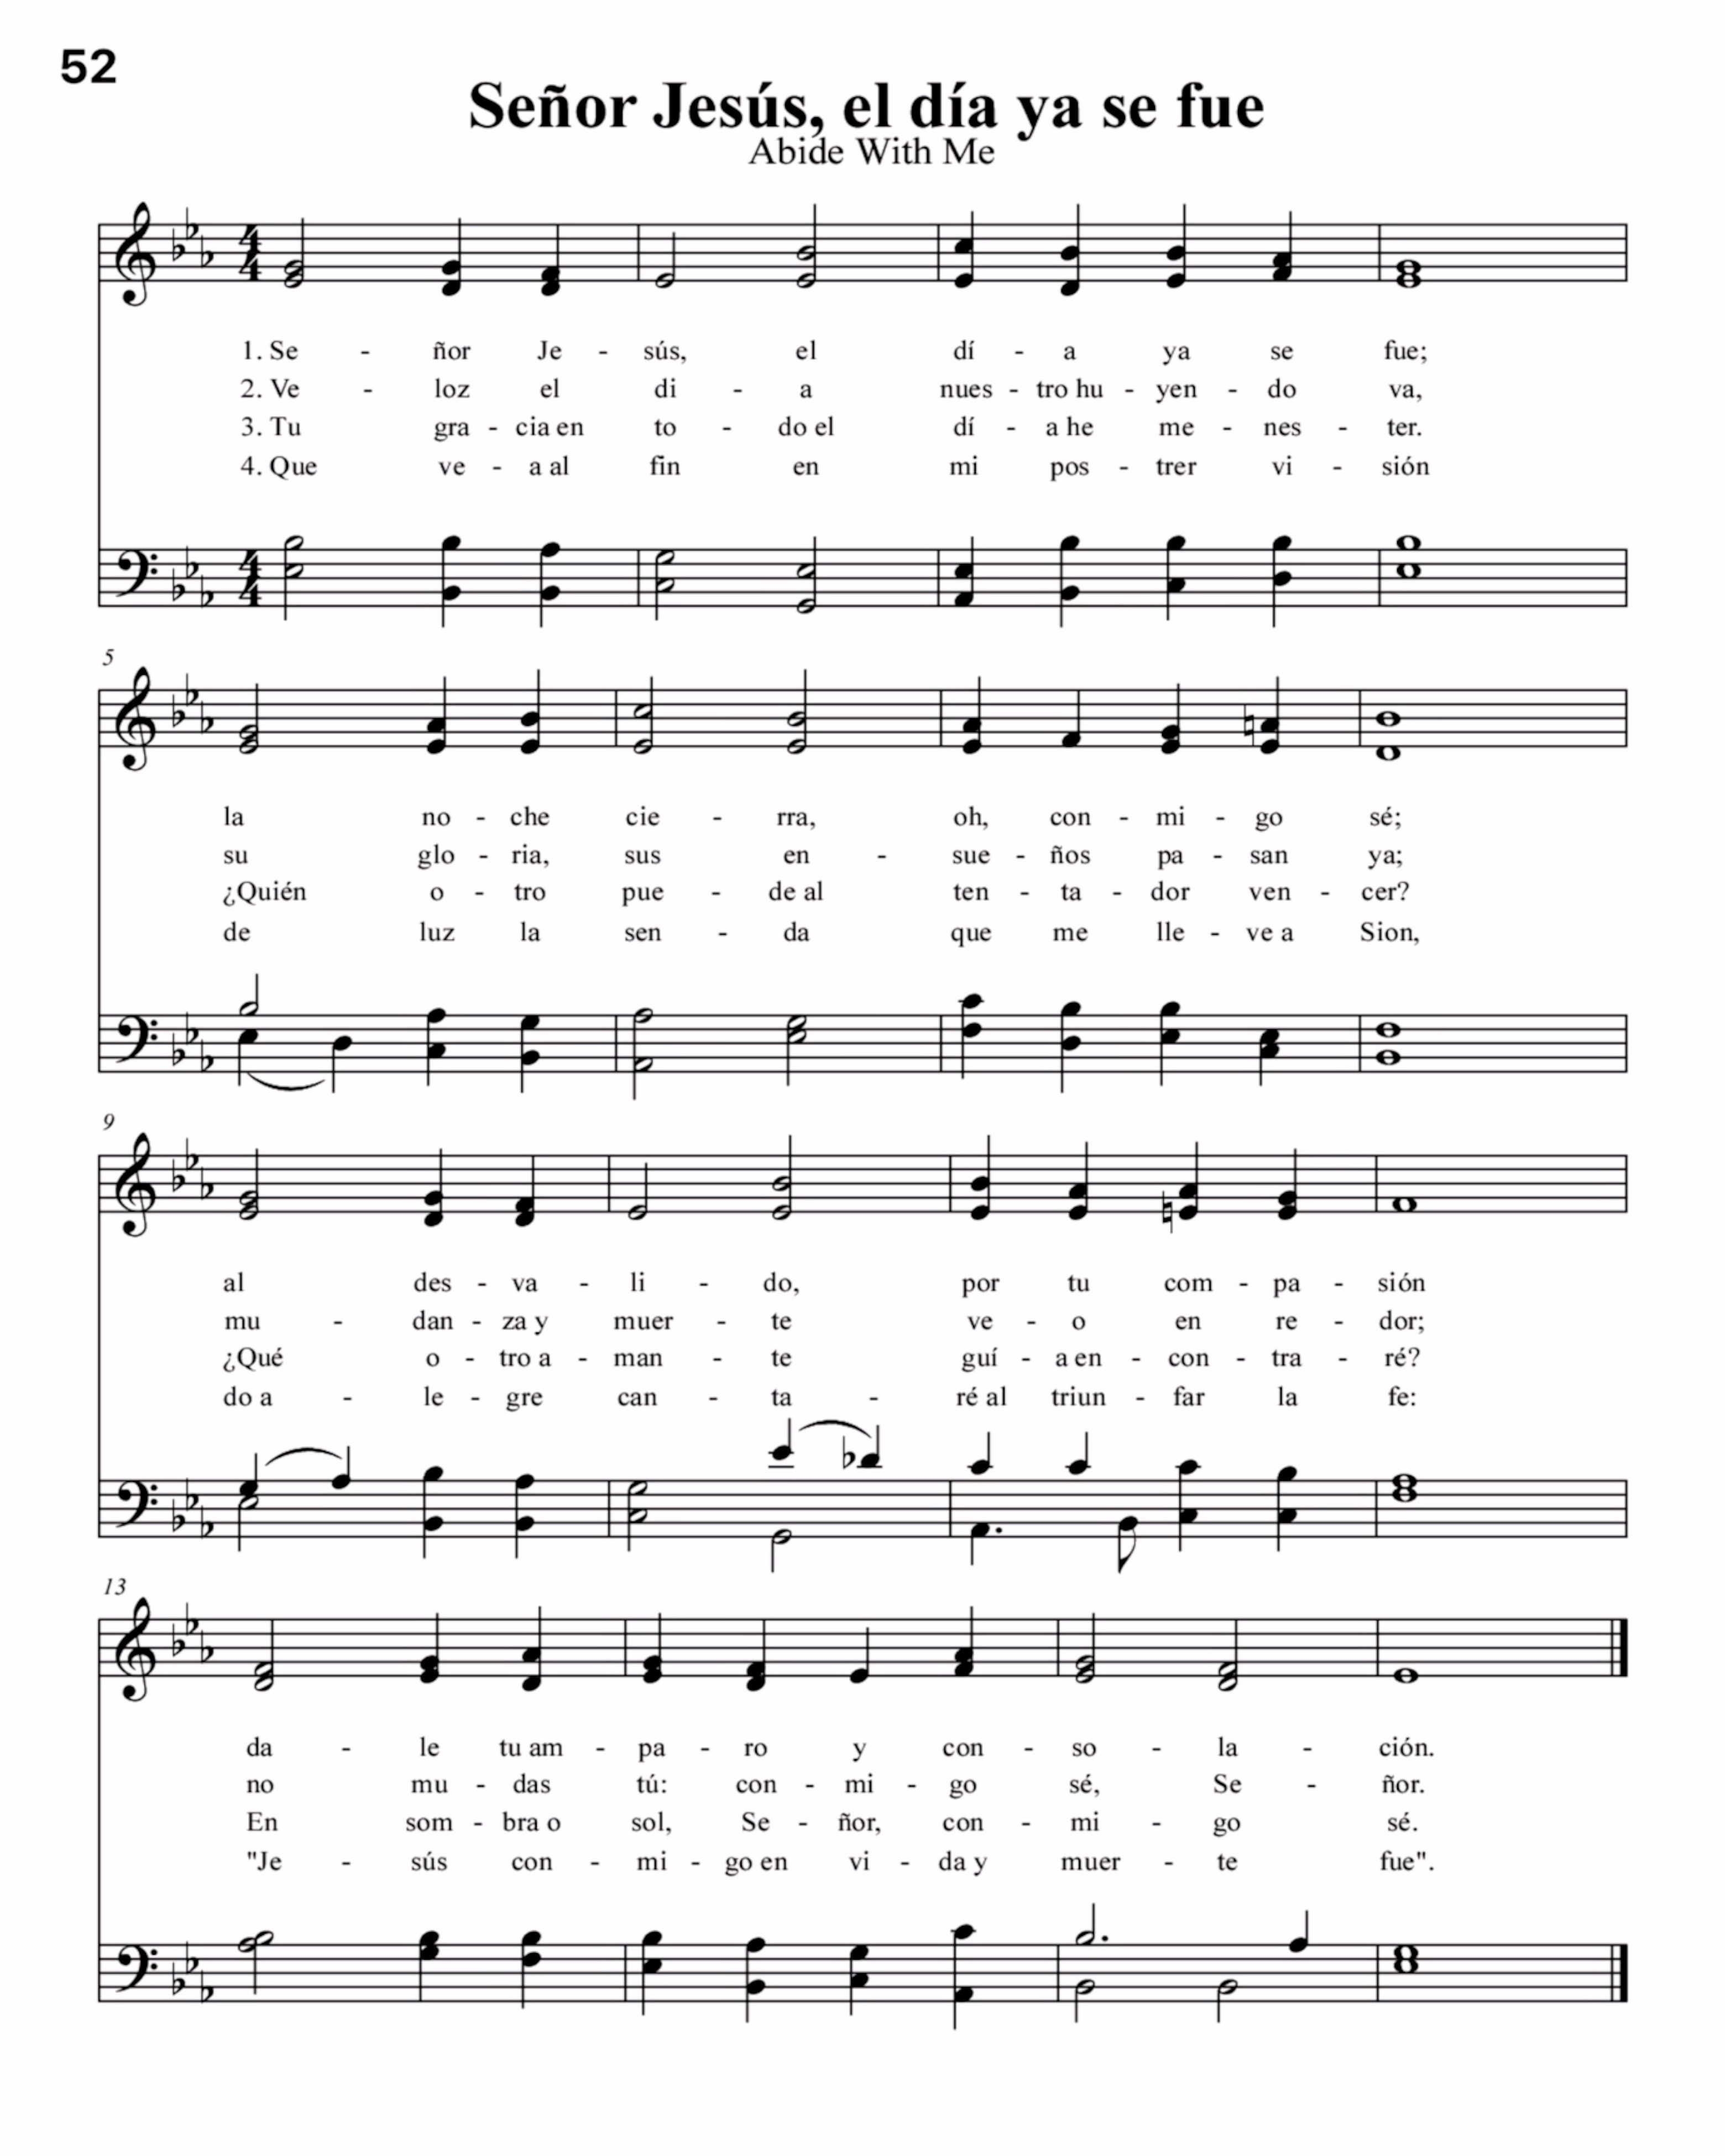 52
Señor Jesús, el día ya se fue
Abide With Me
4 4
1. Se - ñor Je - sús, el dí - a ya se fue;
2. Ve - loz el di - a nues - tro hu - yen - do va,
3. Tu gra - cia en to - do el dí - a he me - nes - ter.
4. Que ve - a al fin en mi pos - trer vi - sión
4 4
5
la no - che cie - rra, oh, con - mi - go sé;
su glo - ria, sus en - sue - ños pa - san ya;
¿Quién o - tro pue - de al ten - ta - dor ven - cer?
de luz la sen - da que me lle - ve a Sion,
9
al des - va - li - do, por tu com - pa - sión
mu - dan - za y muer - te ve - o en re - dor;
¿Qué o - tro a - man - te guí - a en - con - tra - ré?
do a - le - gre can - ta - ré al triun - far la fe:
13
da - le tu am - pa - ro y con - so - la - ción.
no mu - das tú: con - mi - go sé, Se - ñor.
En som - bra o sol, Se - ñor, con - mi - go sé.
"Je - sús con - mi - go en vi - da y muer - te fue".